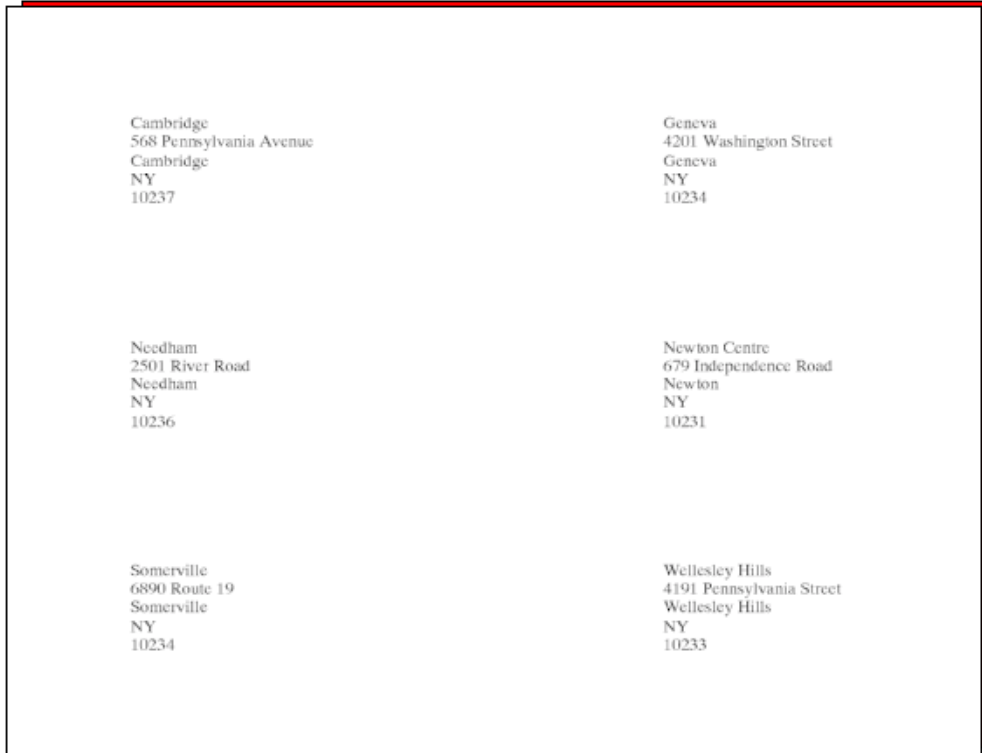 Cambridge
568 Pennsylvania Avenue
Cambridge
NY
10237
Geneva
4201 Washington Street
Geneva
NY
10234
Needham
2501 River Road
Needham
NY
10236
Newton Centre
679 Independence Road
Newton
NY
10231
Somerville
6890 Route 19
Somerville
NY
10234
Wellesley Hills
4191 Pennsylvania Street
Wellesley Hills
NY
10233